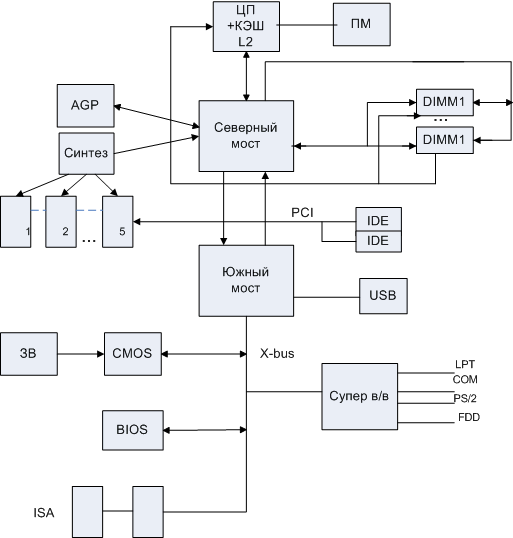 ЦП
+КЭШ
L2
ПМ
AGP
Северный
мост
DIMM1
...
DIMM1
Синтез
1
2
...
5
PCI
IDE
IDE
Южный
мост
USB
ЗВ
CMOS
X-bus
Супер в/в
LPT
COM
PS/2
FDD
BIOS
ISA